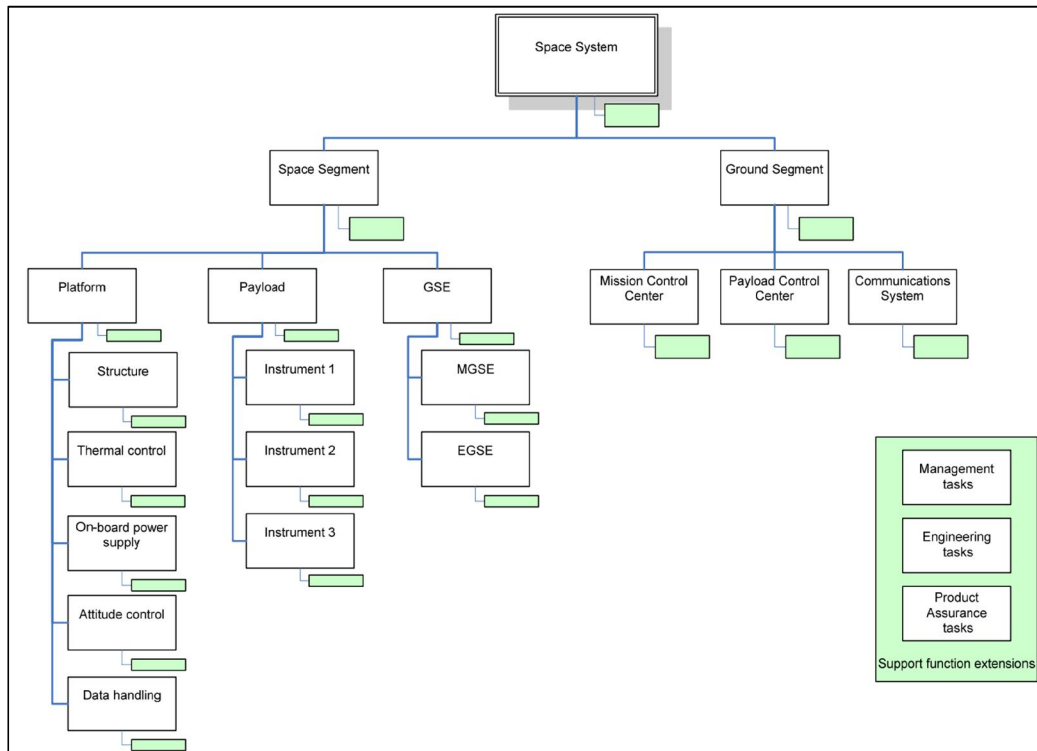 Space System
Space Segment
Ground Segment
Platform
Payload
GSE
Mission Control
Center
Payload Control
Center
Communications
System
Structure
Instrument 1
MGSE
Thermal control
Instrument 2
EGSE
On-board power
supply
Instrument 3
Attitude control
Data handling
Management
tasks
Engineering
tasks
Product
Assurance
tasks
Support function extensions